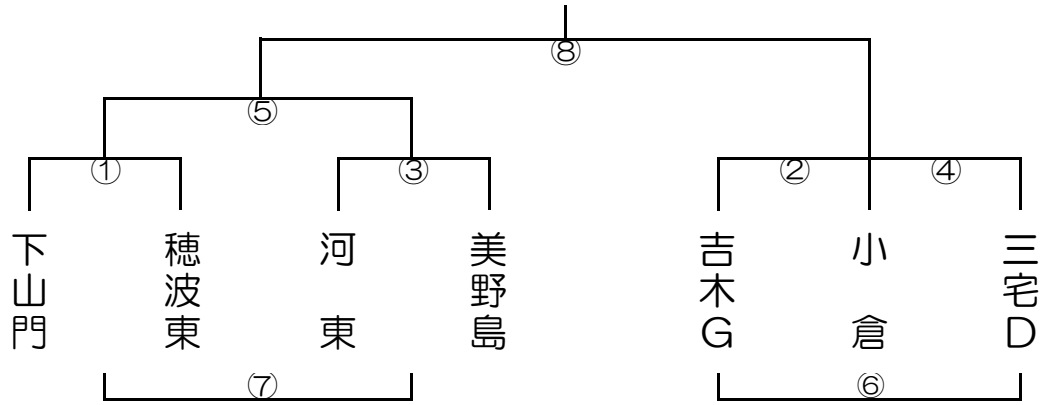 ⑧
⑤
① ③ ② ④
下山門
穂波東
河東
美野島
吉木G
小倉
三宅D
⑦ ⑥